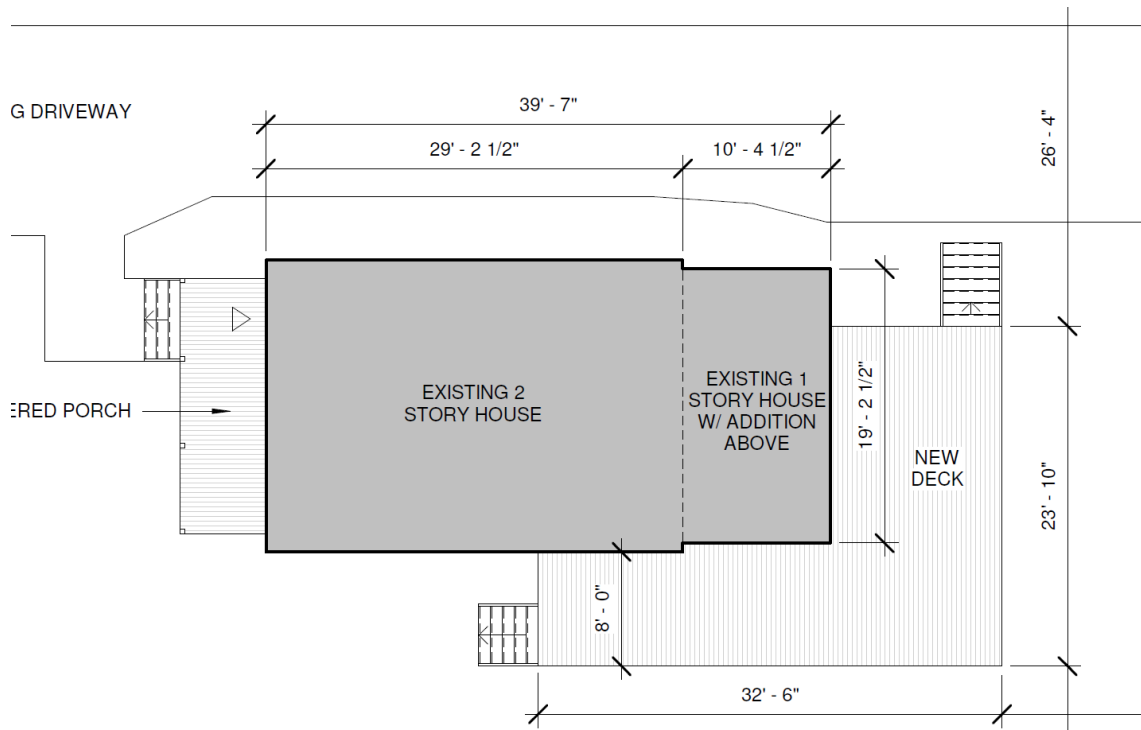 39' - 7"
G DRIVEWAY
26' - 4"
29' - 2 1/2"
10' - 4 1/2"
EXISTING 2
STORY HOUSE
EXISTING 1
STORY HOUSE
W/ ADDITION
ABOVE
19' - 2 1/2"
ERED PORCH
NEW
DECK
23' - 10"
8' - 0"
32' - 6"